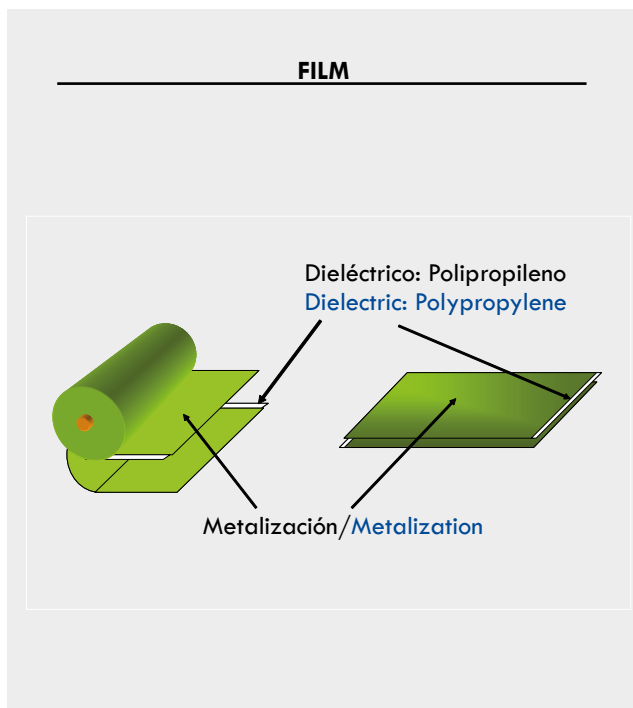 FILM
Dieléctrico: Polipropileno
Dielectric: Polypropylene
Metalización/Metalization